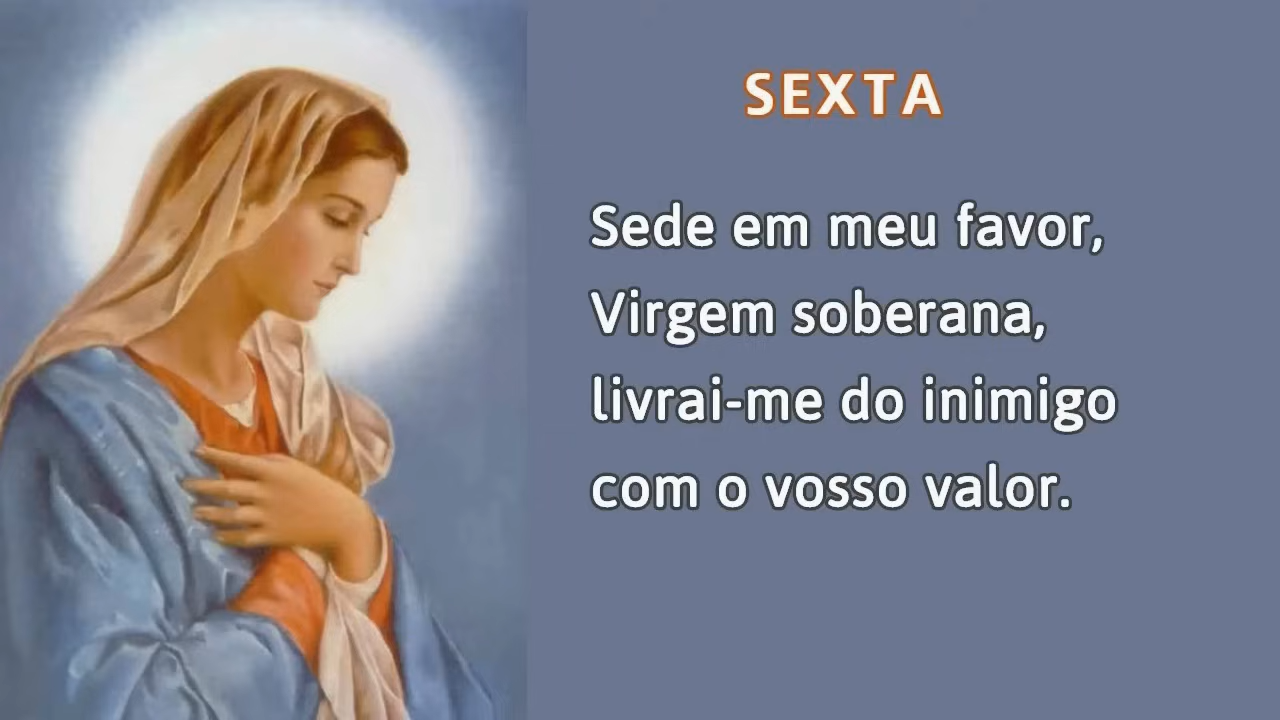 SEXTA
Sede em meu favor,
Virgem soberana,
livrai-me do inimigo
com o vosso valor.